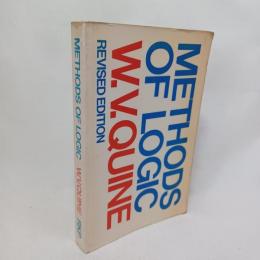 METHODS
OF LOGIC
W.V.QUINE
REVISED EDITION
METHODS OF LOGIC W.V.QUINE